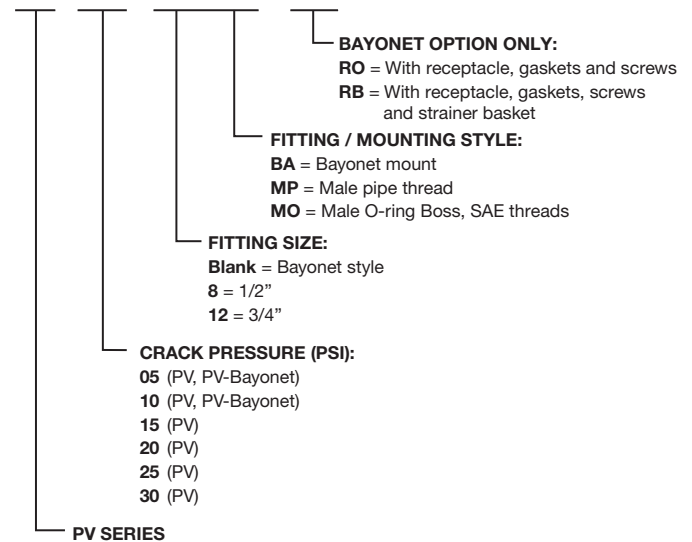 BAYONET OPTION ONLY:
RO = With receptacle, gaskets and screws
RB = With receptacle, gaskets, screws
and strainer basket
FITTING / MOUNTING STYLE:
BA = Bayonet mount
MP = Male pipe thread
MO = Male O-ring Boss, SAE threads
FITTING SIZE:
Blank = Bayonet style
8 = 1/2”
12 = 3/4”
CRACK PRESSURE (PSI):
05 (PV, PV-Bayonet)
10 (PV, PV-Bayonet)
15 (PV)
20 (PV)
25 (PV)
30 (PV)
PV SERIES